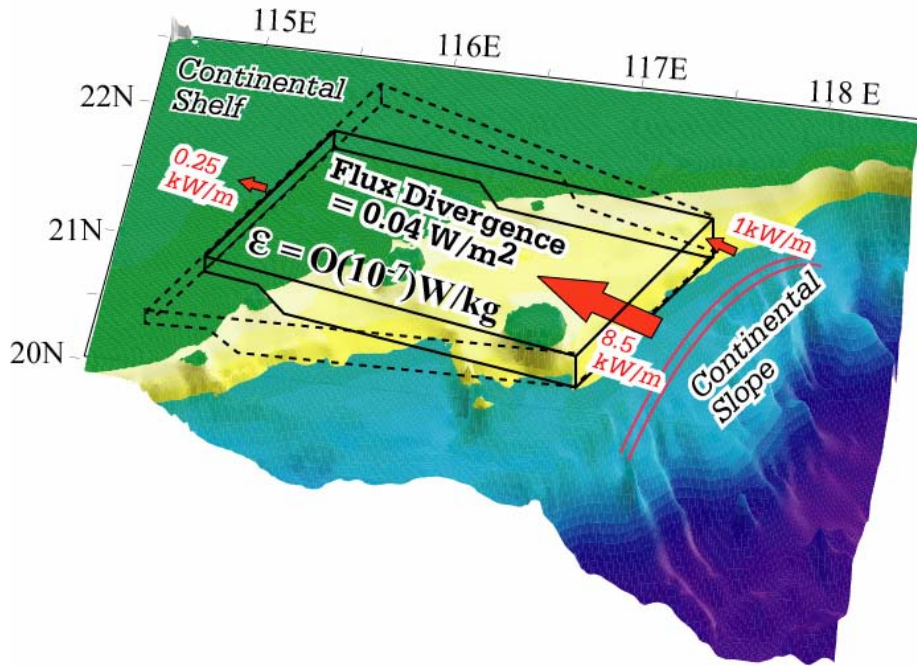 115E
116E
117E
118 E
22N
21N
20N
Continental
Shelf
0.25
kW/m
Flux Divergence
= 0.04 W/m2
Ɛ = O(10⁻⁷)W/kg
1kW/m
8.5
kW/m
Continental
Slope